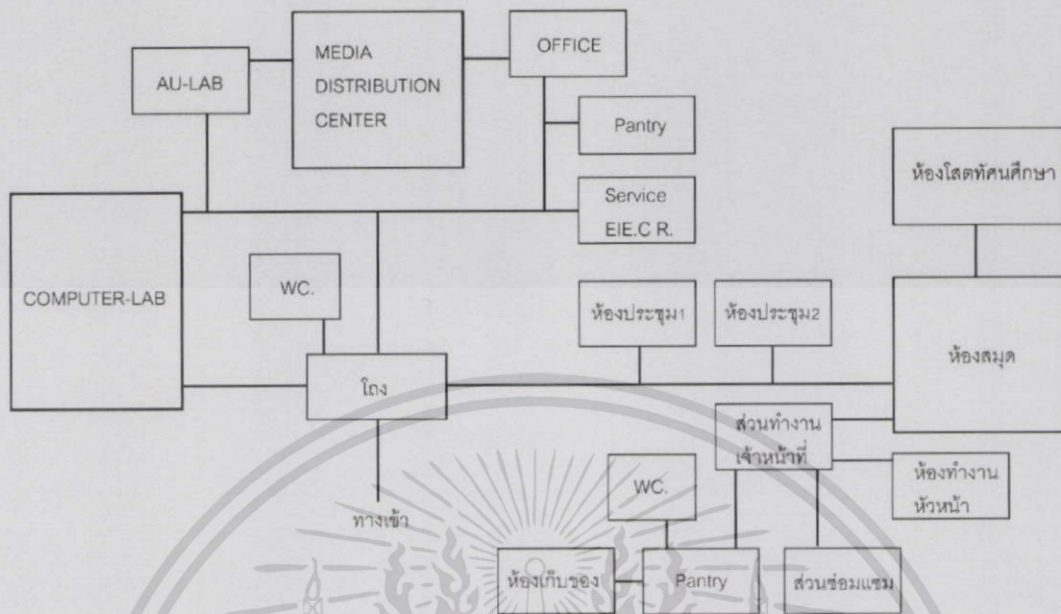 MEDIA
DISTRIBUTION
CENTER
OFFICE
AU-LAB
Pantry
ห้องโสตทัศนศึกษา
Service
EIE.C R.
COMPUTER-LAB
WC.
ห้องประชุม1
ห้องประชุม2
ห้องสมุด
โถง
ส่วนทำงาน
เจ้าหน้าที่
ห้องทำงาน
หัวหน้า
WC.
ทางเข้า
ห้องเก็บของ
Pantry
ส่วนซ่อมแซม